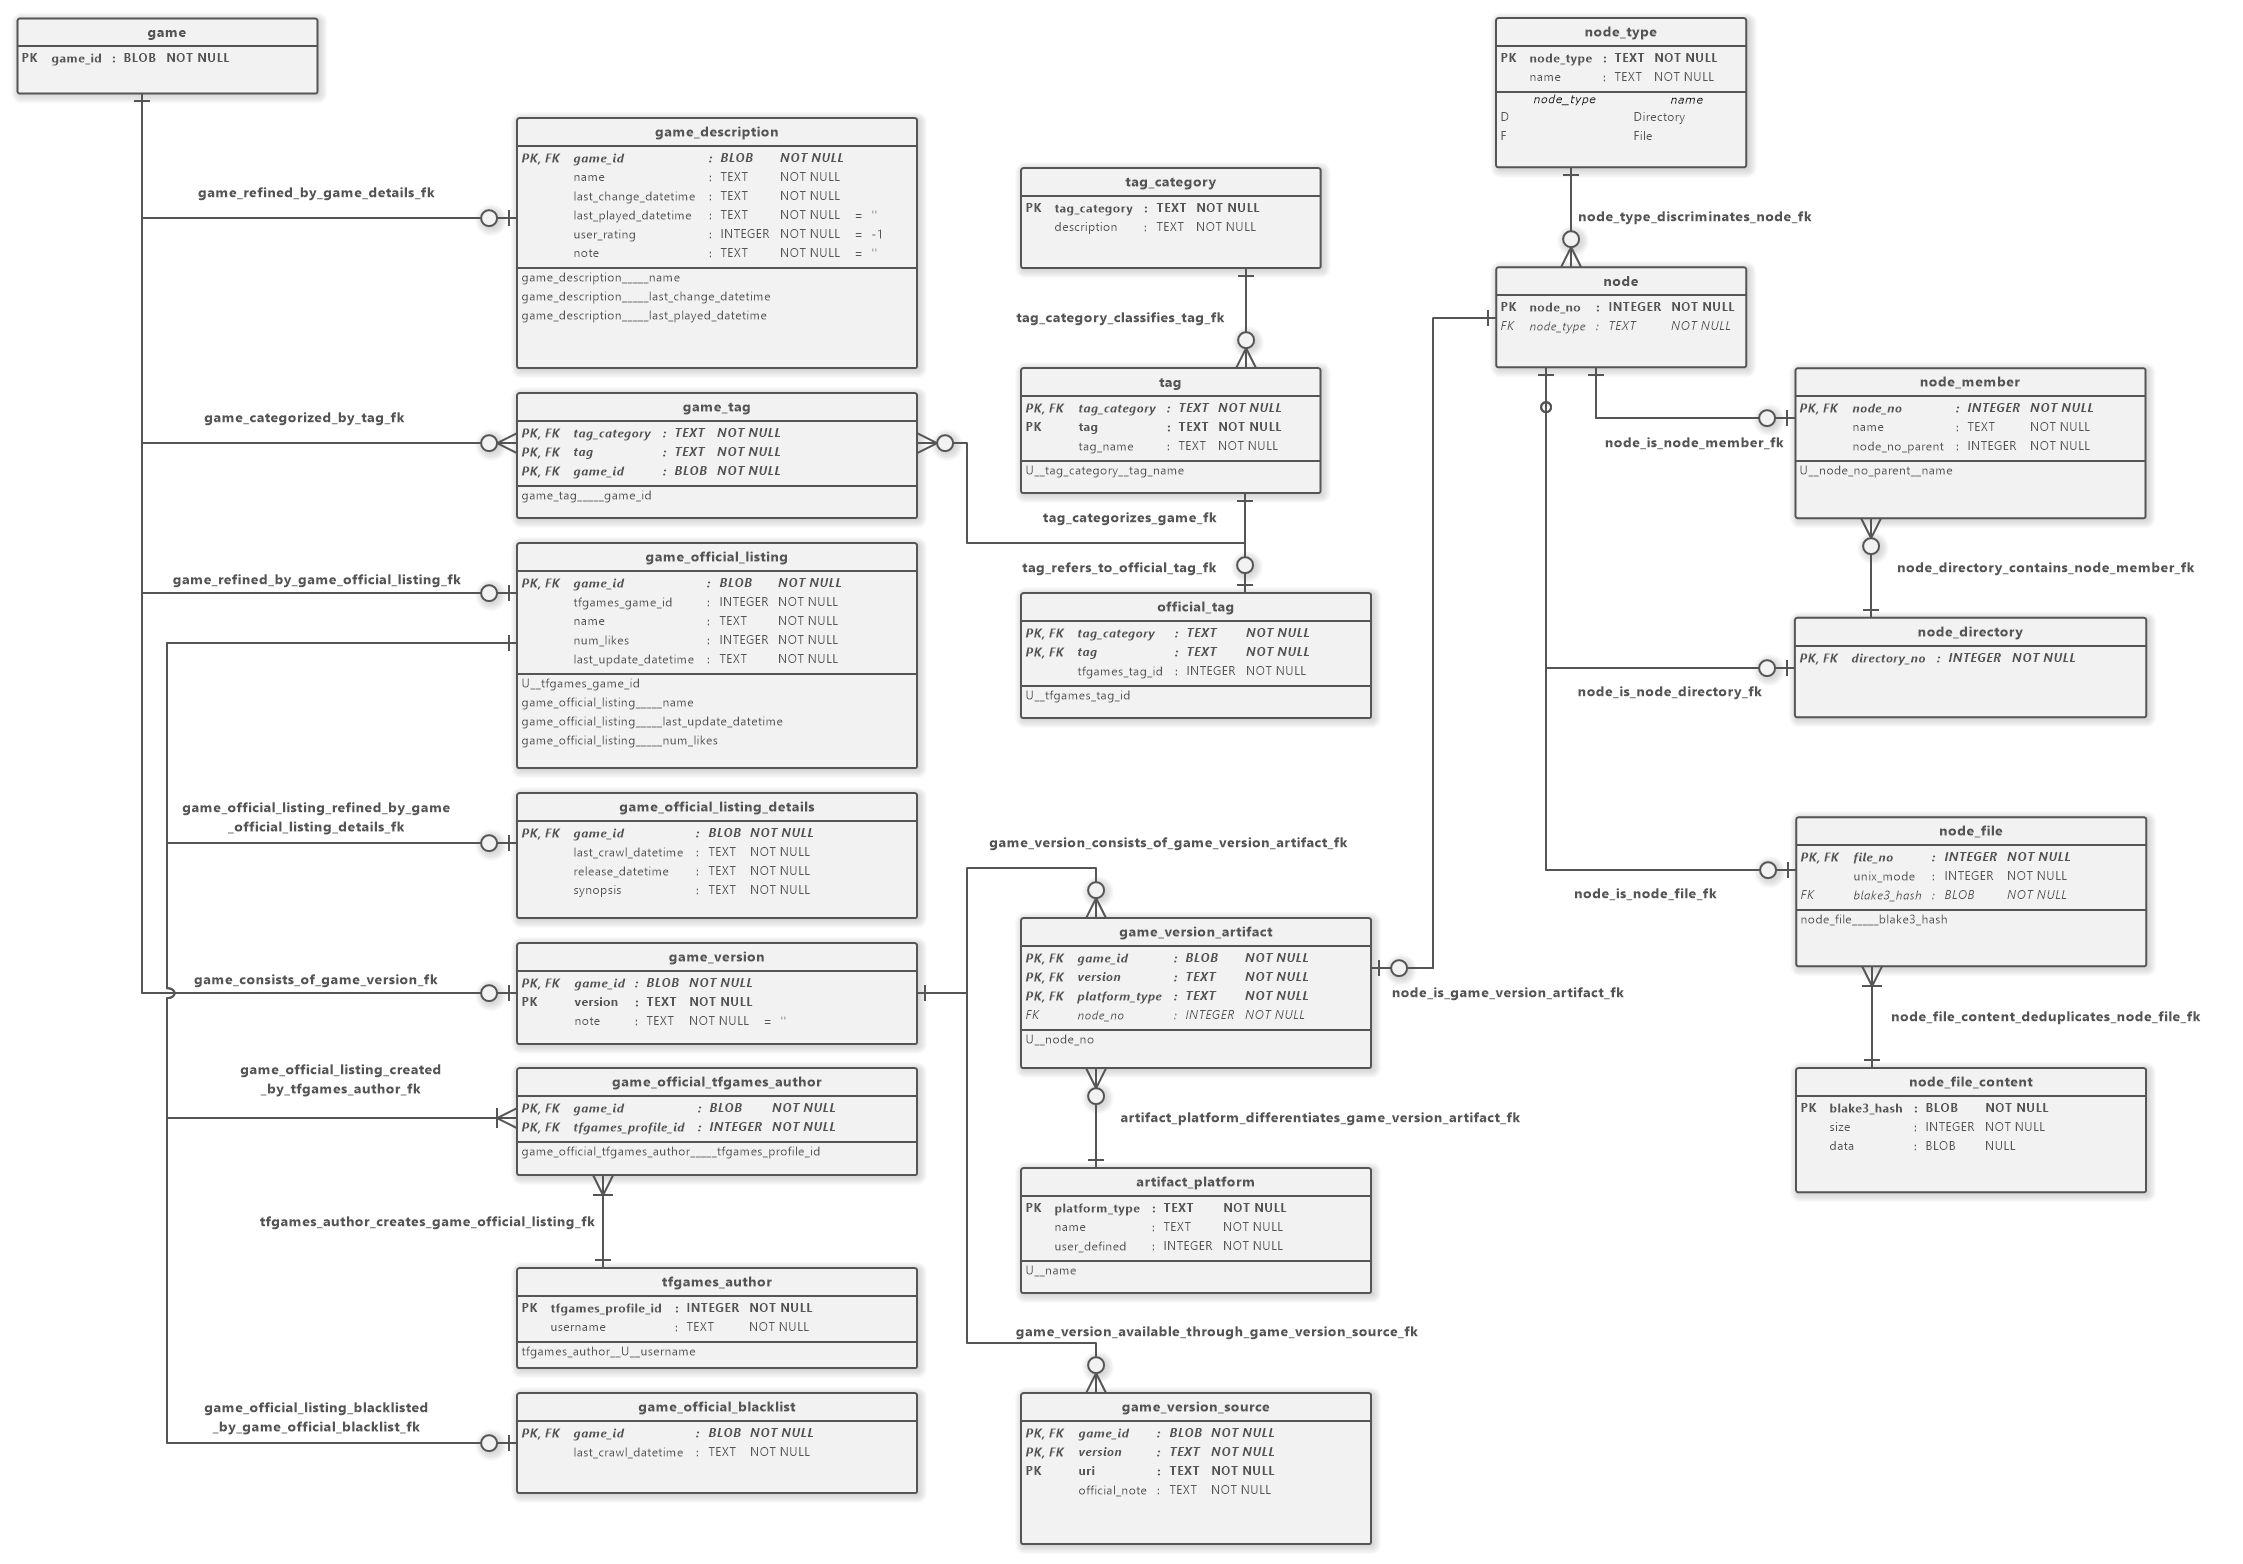 game
PK game_id : BLOB NOT NULL
game_refined_by_game_details_fk
game_categorized_by_tag_fk
game_refined_by_game_official_listing_fk
game_official_listing_refined_by_game
_official_listing_details_fk
game_consists_of_game_version_fk
game_official_listing_created
_by_tfgames_author_fk
tfgames_author_creates_game_official_listing_fk
game_official_listing_blacklisted
_by_game_official_blacklist_fk
game_description
PK, FK game_id : BLOB NOT NULL
name : TEXT NOT NULL
last_change_datetime : TEXT NOT NULL
last_played_datetime : TEXT NOT NULL = ''
user_rating : INTEGER NOT NULL = -1
note : TEXT NOT NULL = ''
game_description_____name
game_description_____last_change_datetime
game_description_____last_played_datetime
game_tag
PK, FK tag_category : TEXT NOT NULL
PK, FK tag : TEXT NOT NULL
PK, FK game_id : BLOB NOT NULL
game_tag_____game_id
game_official_listing
PK, FK game_id : BLOB NOT NULL
tfgames_game_id : INTEGER NOT NULL
name : TEXT NOT NULL
num_likes : INTEGER NOT NULL
last_update_datetime : TEXT NOT NULL
U__tfgames_game_id
game_official_listing_____name
game_official_listing_____last_update_datetime
game_official_listing_____num_likes
game_official_listing_details
PK, FK game_id : BLOB NOT NULL
last_crawl_datetime : TEXT NOT NULL
release_datetime : TEXT NOT NULL
synopsis : TEXT NOT NULL
game_version
PK, FK game_id : BLOB NOT NULL
PK version : TEXT NOT NULL
note : TEXT NOT NULL = ''
game_official_tfgames_author
PK, FK game_id : BLOB NOT NULL
PK, FK tfgames_profile_id : INTEGER NOT NULL
game_official_tfgames_author_____tfgames_profile_id
tfgames_author
PK tfgames_profile_id : INTEGER NOT NULL
username : TEXT NOT NULL
tfgames_author__U__username
game_official_blacklist
PK, FK game_id : BLOB NOT NULL
last_crawl_datetime : TEXT NOT NULL
tag_category
PK tag_category : TEXT NOT NULL
description : TEXT NOT NULL
tag_category_classifies_tag_fk
tag
PK, FK tag_category : TEXT NOT NULL
PK tag : TEXT NOT NULL
tag_name : TEXT NOT NULL
U__tag_category__tag_name
tag_categorizes_game_fk
tag_refers_to_official_tag_fk
official_tag
PK, FK tag_category : TEXT NOT NULL
PK, FK tag : TEXT NOT NULL
tfgames_tag_id : INTEGER NOT NULL
U__tfgames_tag_id
game_version_consists_of_game_version_artifact_fk
game_version_artifact
PK, FK game_id : BLOB NOT NULL
PK, FK version : TEXT NOT NULL
PK, FK platform_type : TEXT NOT NULL
FK node_no : INTEGER NOT NULL
U__node_no
node_is_game_version_artifact_fk
artifact_platform_differentiates_game_version_artifact_fk
artifact_platform
PK platform_type : TEXT NOT NULL
name : TEXT NOT NULL
user_defined : INTEGER NOT NULL
U__name
game_version_available_through_game_version_source_fk
game_version_source
PK, FK game_id : BLOB NOT NULL
PK, FK version : TEXT NOT NULL
PK uri : TEXT NOT NULL
official_note : TEXT NOT NULL
node_type
PK node_type : TEXT NOT NULL
name : TEXT NOT NULL
node_type name
D Directory
F File
node_type_discriminates_node_fk
node
PK node_no : INTEGER NOT NULL
FK node_type : TEXT NOT NULL
node_is_node_member_fk
node_member
PK, FK node_no : INTEGER NOT NULL
name : TEXT NOT NULL
node_no_parent : INTEGER NOT NULL
U__node_no_parent__name
node_directory_contains_node_member_fk
node_directory
PK, FK directory_no : INTEGER NOT NULL
node_is_node_directory_fk
node_is_node_file_fk
node_file
PK, FK file_no : INTEGER NOT NULL
unix_mode : INTEGER NOT NULL
FK blake3_hash : BLOB NOT NULL
node_file_____blake3_hash
node_file_content_deduplicates_node_file_fk
node_file_content
PK blake3_hash : BLOB NOT NULL
size : INTEGER NOT NULL
data : BLOB NULL